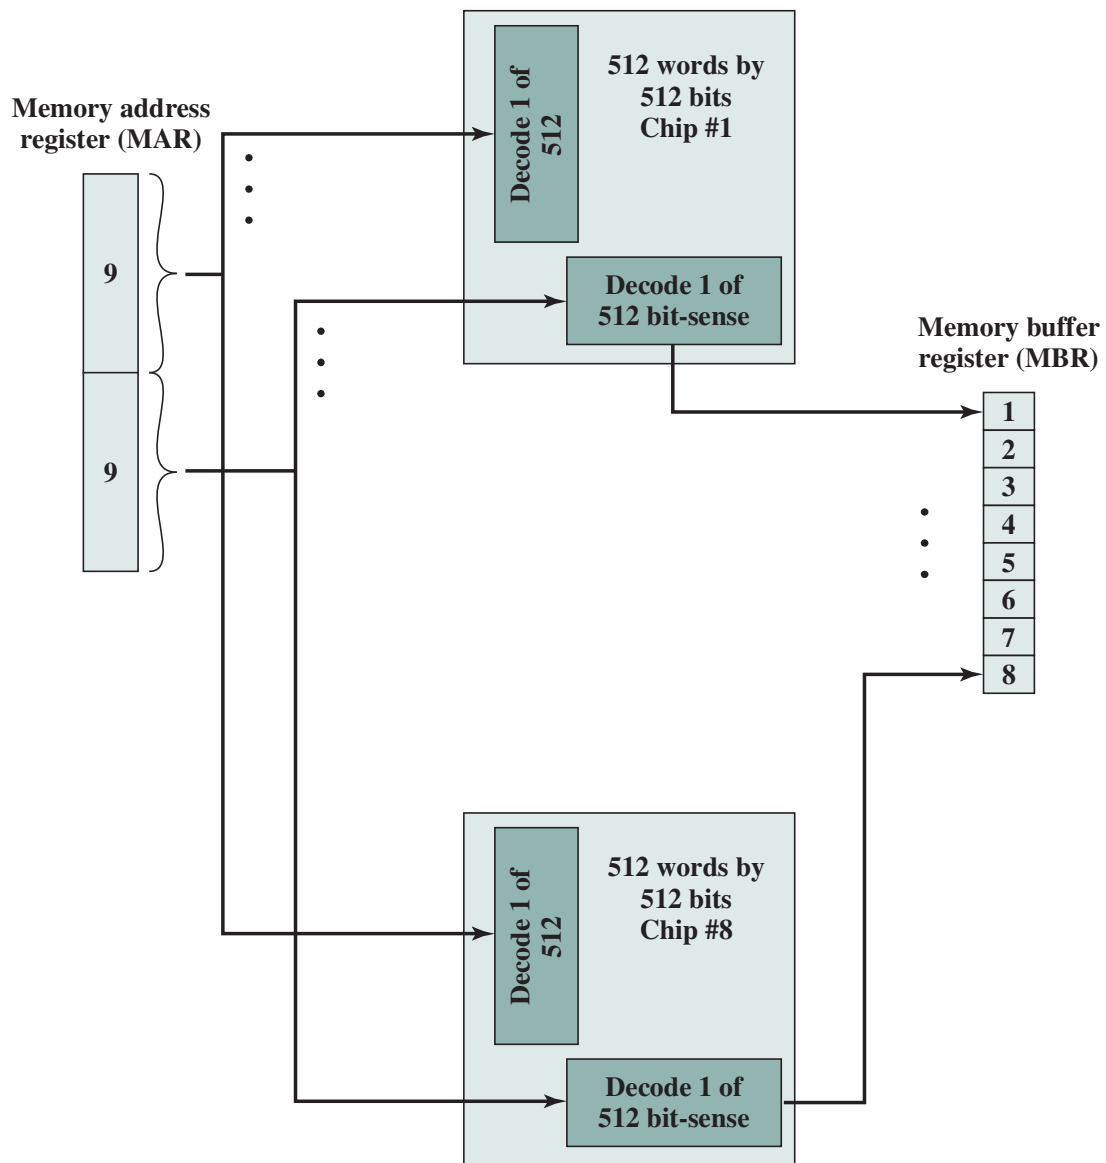 Memory address
register (MAR)
9
9
Decode 1 of
512
512 words by
512 bits
Chip #1
Decode 1 of
512 bit-sense
Memory buffer
register (MBR)
1
2
3
4
5
6
7
8
Decode 1 of
512
512 words by
512 bits
Chip #8
Decode 1 of
512 bit-sense